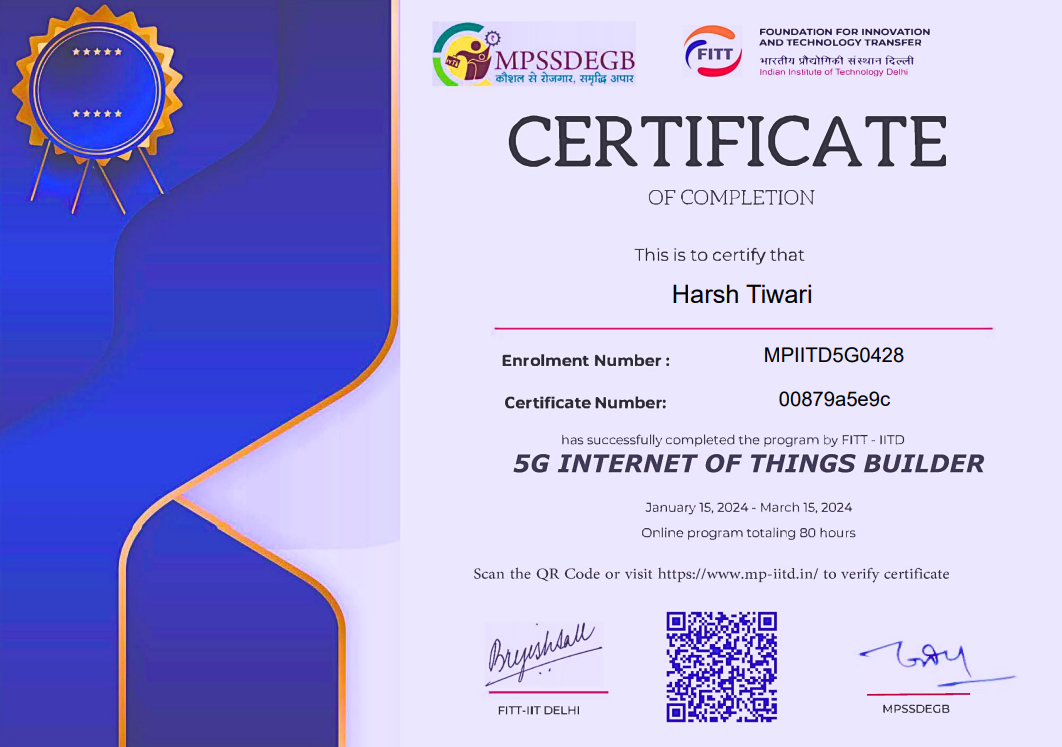 MPSSDEGB
कौशल से रोजगार, समृद्धि अपार
FITT
FOUNDATION FOR INNOVATION
AND TECHNOLOGY TRANSFER
भारतीय प्रौद्योगिकी संस्थान दिल्ली
Indian Institute of Technology Delhi
CERTIFICATE
OF COMPLETION
This is to certify that
Harsh Tiwari
Enrolment Number : MPIITD5G0428
Certificate Number: 00879a5e9c
has successfully completed the program by FITT - IITD
5G INTERNET OF THINGS BUILDER
January 15, 2024 - March 15, 2024
Online program totaling 80 hours
Scan the QR Code or visit https://www.mp-iitd.in/ to verify certificate
FITT-IIT DELHI
MPSSDEGB